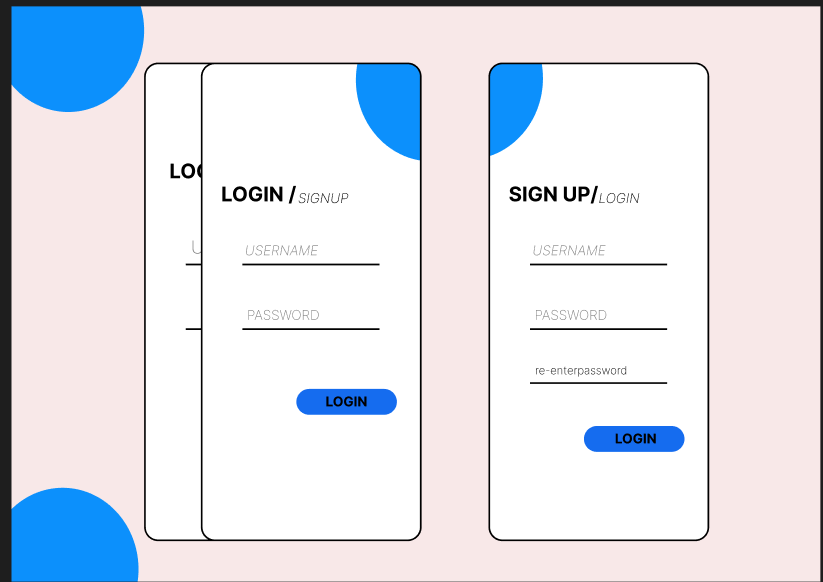 LOGIN / SIGNUP
USERNAME
PASSWORD
LOGIN
SIGN UP/LOGIN
USERNAME
PASSWORD
re-enterpassword
LOGIN